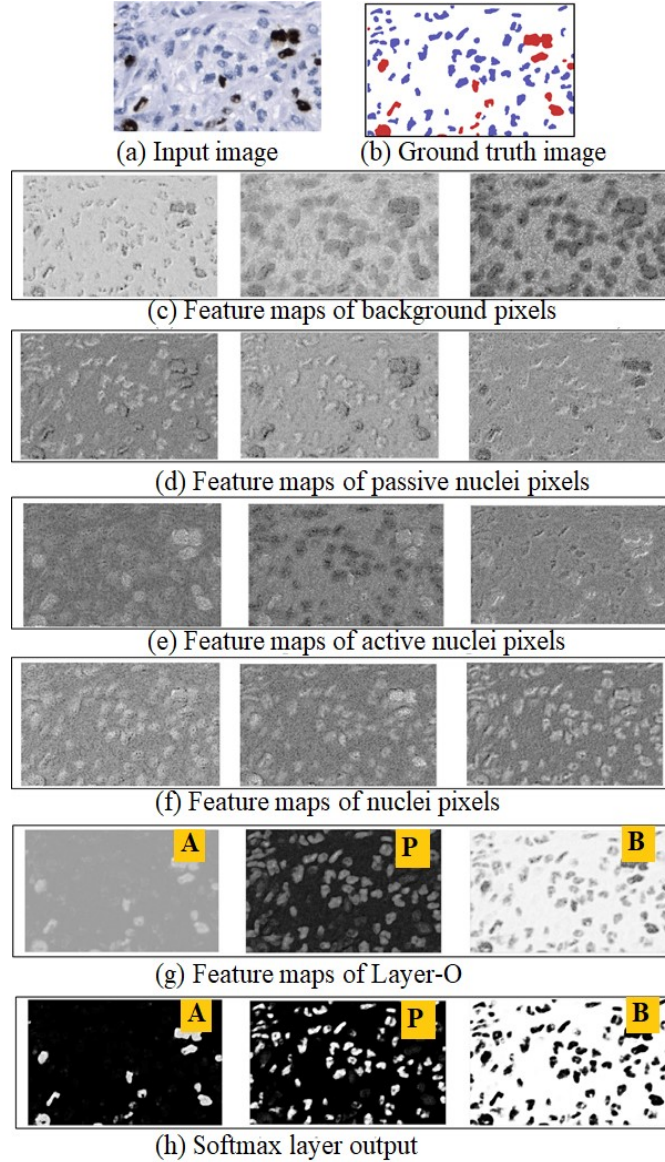 (a) Input image (b) Ground truth image
(c) Feature maps of background pixels
(d) Feature maps of passive nuclei pixels
(e) Feature maps of active nuclei pixels
(f) Feature maps of nuclei pixels
A P B
(g) Feature maps of Layer-O
A P B
(h) Softmax layer output